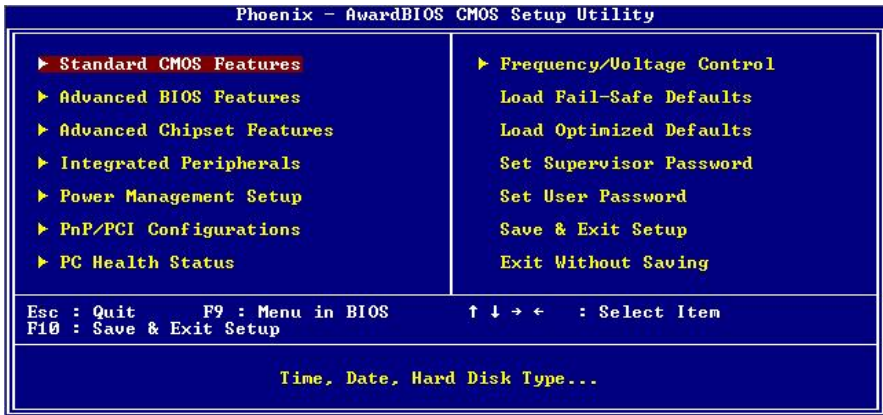 Phoenix - AwardBIOS CMOS Setup Utility
▶ Standard CMOS Features
▶ Advanced BIOS Features
▶ Advanced Chipset Features
▶ Integrated Peripherals
▶ Power Management Setup
▶ PnP/PCI Configurations
▶ PC Health Status
▶ Frequency/Voltage Control
Load Fail-Safe Defaults
Load Optimized Defaults
Set Supervisor Password
Set User Password
Save & Exit Setup
Exit Without Saving
Esc : Quit F9 : Menu in BIOS ↑ ↓ → ← : Select Item
F10 : Save & Exit Setup
Time, Date, Hard Disk Type...